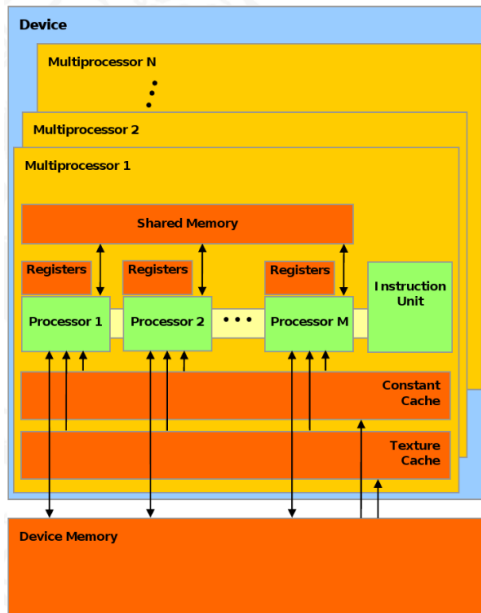 Device
Multiprocessor N
Multiprocessor 2
Multiprocessor 1
Shared Memory
Registers
Registers
Registers
Instruction
Unit
Processor 1
Processor 2
• • •
Processor M
Constant
Cache
Texture
Cache
Device Memory